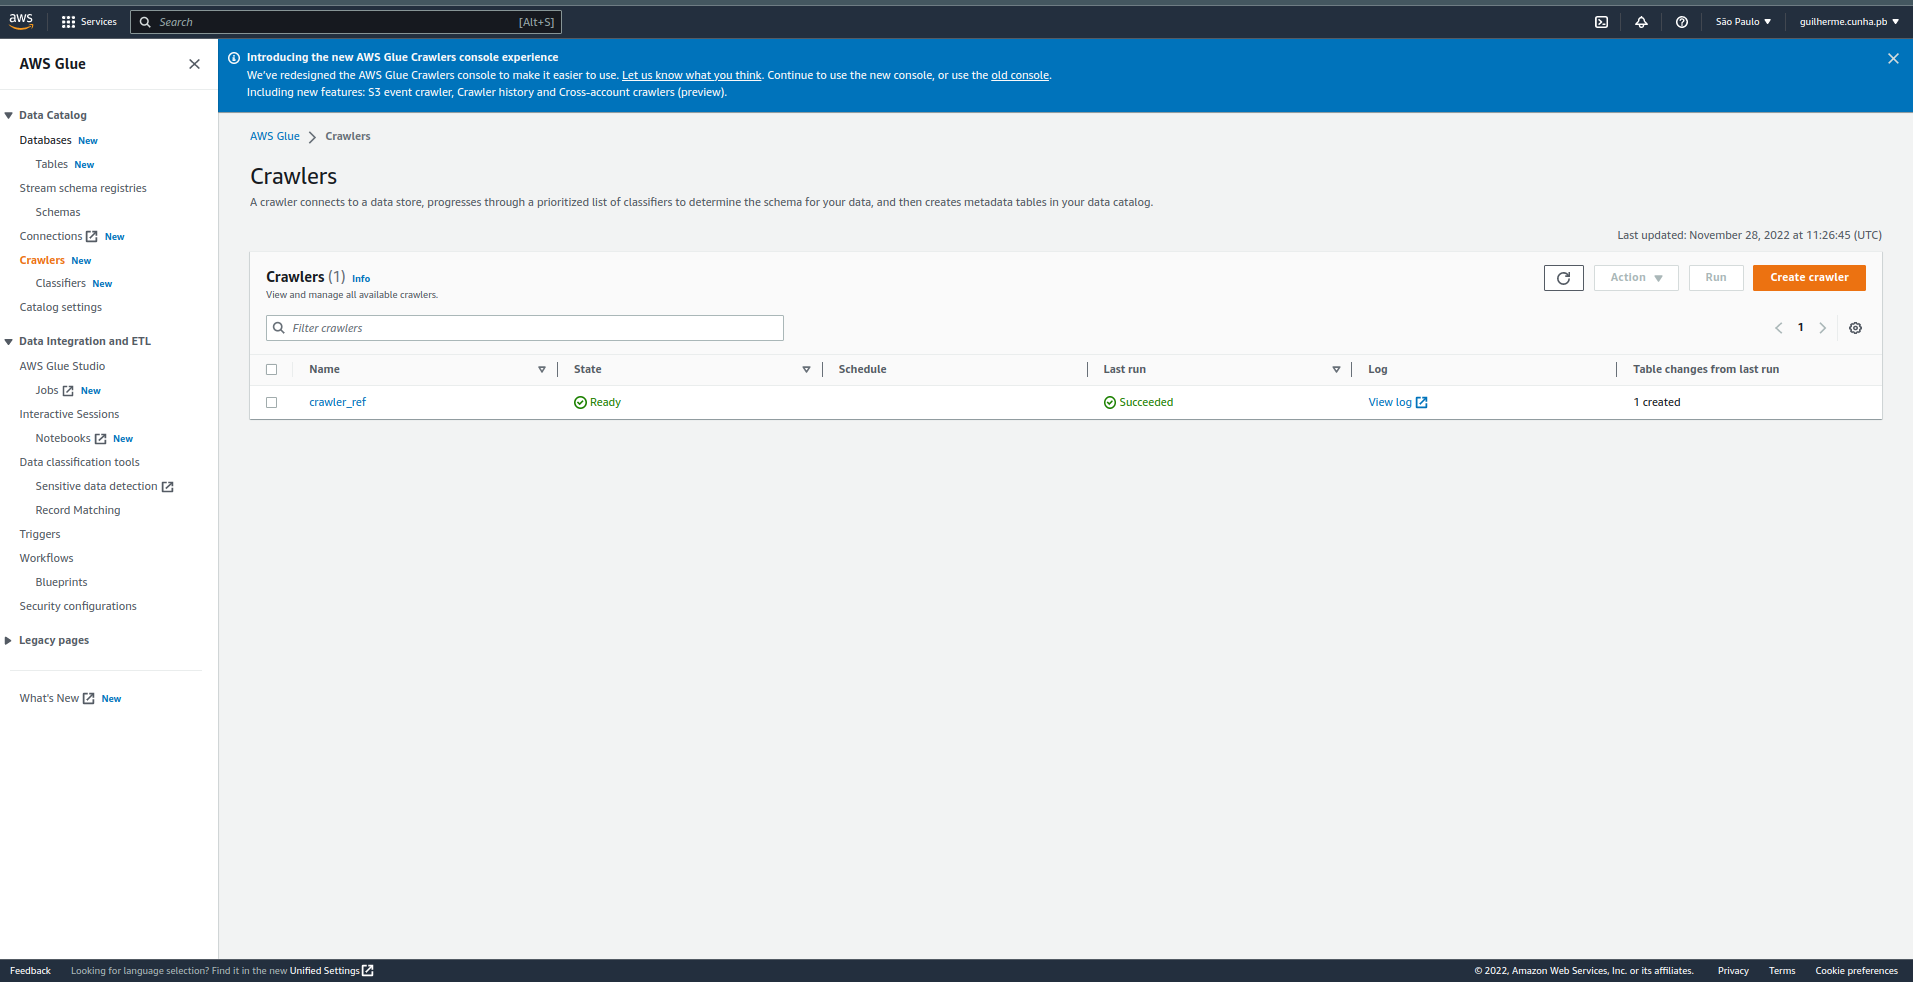 aws
Services
Search
[Alt+S]
São Paulo
guilherme.cunha.pb
AWS Glue
Data Catalog
Databases New
Tables New
Stream schema registries
Schemas
Connections New
Crawlers New
Classifiers New
Catalog settings
Data Integration and ETL
AWS Glue Studio
Jobs New
Interactive Sessions
Notebooks New
Data classification tools
Sensitive data detection
Record Matching
Triggers
Workflows
Blueprints
Security configurations
Legacy pages
What's New New
Introducing the new AWS Glue Crawlers console experience
We've redesigned the AWS Glue Crawlers console to make it easier to use. Let us know what you think. Continue to use the new console, or use the old console.
Including new features: S3 event crawler, Crawler history and Cross-account crawlers (preview).
AWS Glue > Crawlers
Crawlers
A crawler connects to a data store, progresses through a prioritized list of classifiers to determine the schema for your data, and then creates metadata tables in your data catalog.
Last updated: November 28, 2022 at 11:26:45 (UTC)
Crawlers (1) Info
View and manage all available crawlers.
Action Run Create crawler
Filter crawlers
1
Name State Schedule Last run Log Table changes from last run
crawler_ref Ready Succeeded View log 1 created
Feedback Looking for language selection? Find it in the new Unified Settings
© 2022, Amazon Web Services, Inc. or its affiliates. Privacy Terms Cookie preferences